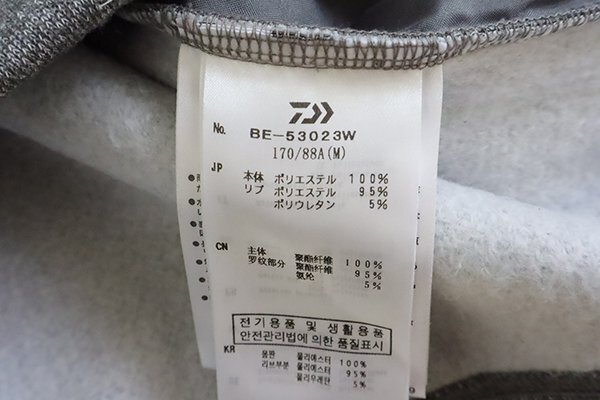 No. BE-53023W
170/88A(M)
JP
本体 ポリエステル 100%
リブ ポリエステル 95%
ポリウレタン 5%
CN
主体 聚酯纤维 100%
罗纹部分 聚酯纤维 95%
氨纶 5%
전기용품 및 생활용품
안전관리법에 의한 품질표시
KR
몸판 폴리에스터 100%
리브부분 폴리에스터 95%
폴리우레탄 5%